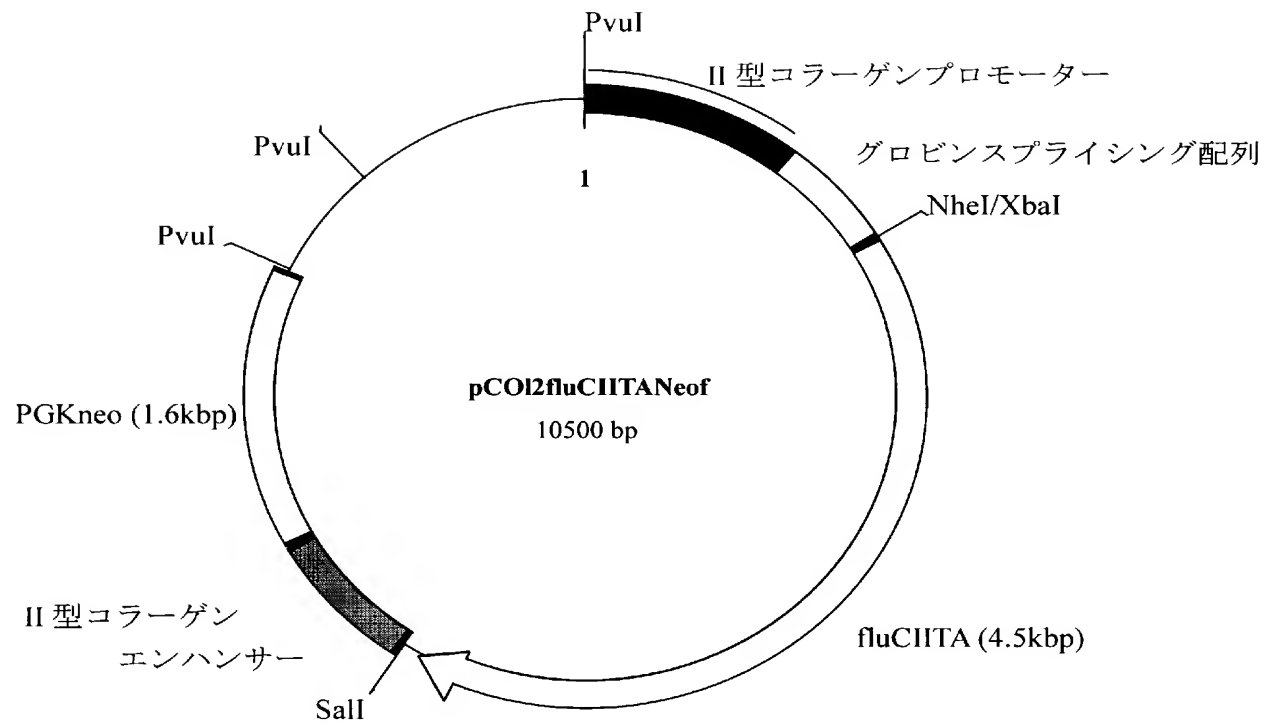 PvuI
II 型コラーゲンプロモーター
PvuI
グロビンスプライシング配列
1
NheI/XbaI
PvuI
pCOl2fluCIITANeof
10500 bp
PGKneo (1.6kbp)
II 型コラーゲン
エンハンサー
fluCIITA (4.5kbp)
SalI